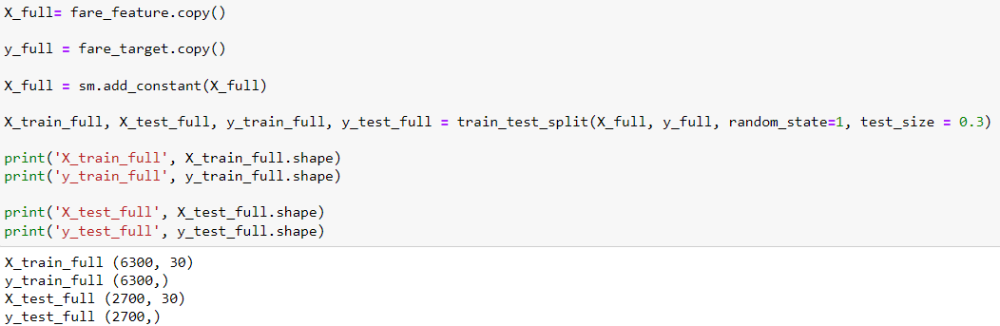 X_full= fare_feature.copy()
y_full = fare_target.copy()
X_full = sm.add_constant(X_full)
X_train_full, X_test_full, y_train_full, y_test_full = train_test_split(X_full, y_full, random_state=1, test_size = 0.3)
print('X_train_full', X_train_full.shape)
print('y_train_full', y_train_full.shape)
print('X_test_full', X_test_full.shape)
print('y_test_full', y_test_full.shape)
X_train_full (6300, 30)
y_train_full (6300,)
X_test_full (2700, 30)
y_test_full (2700,)